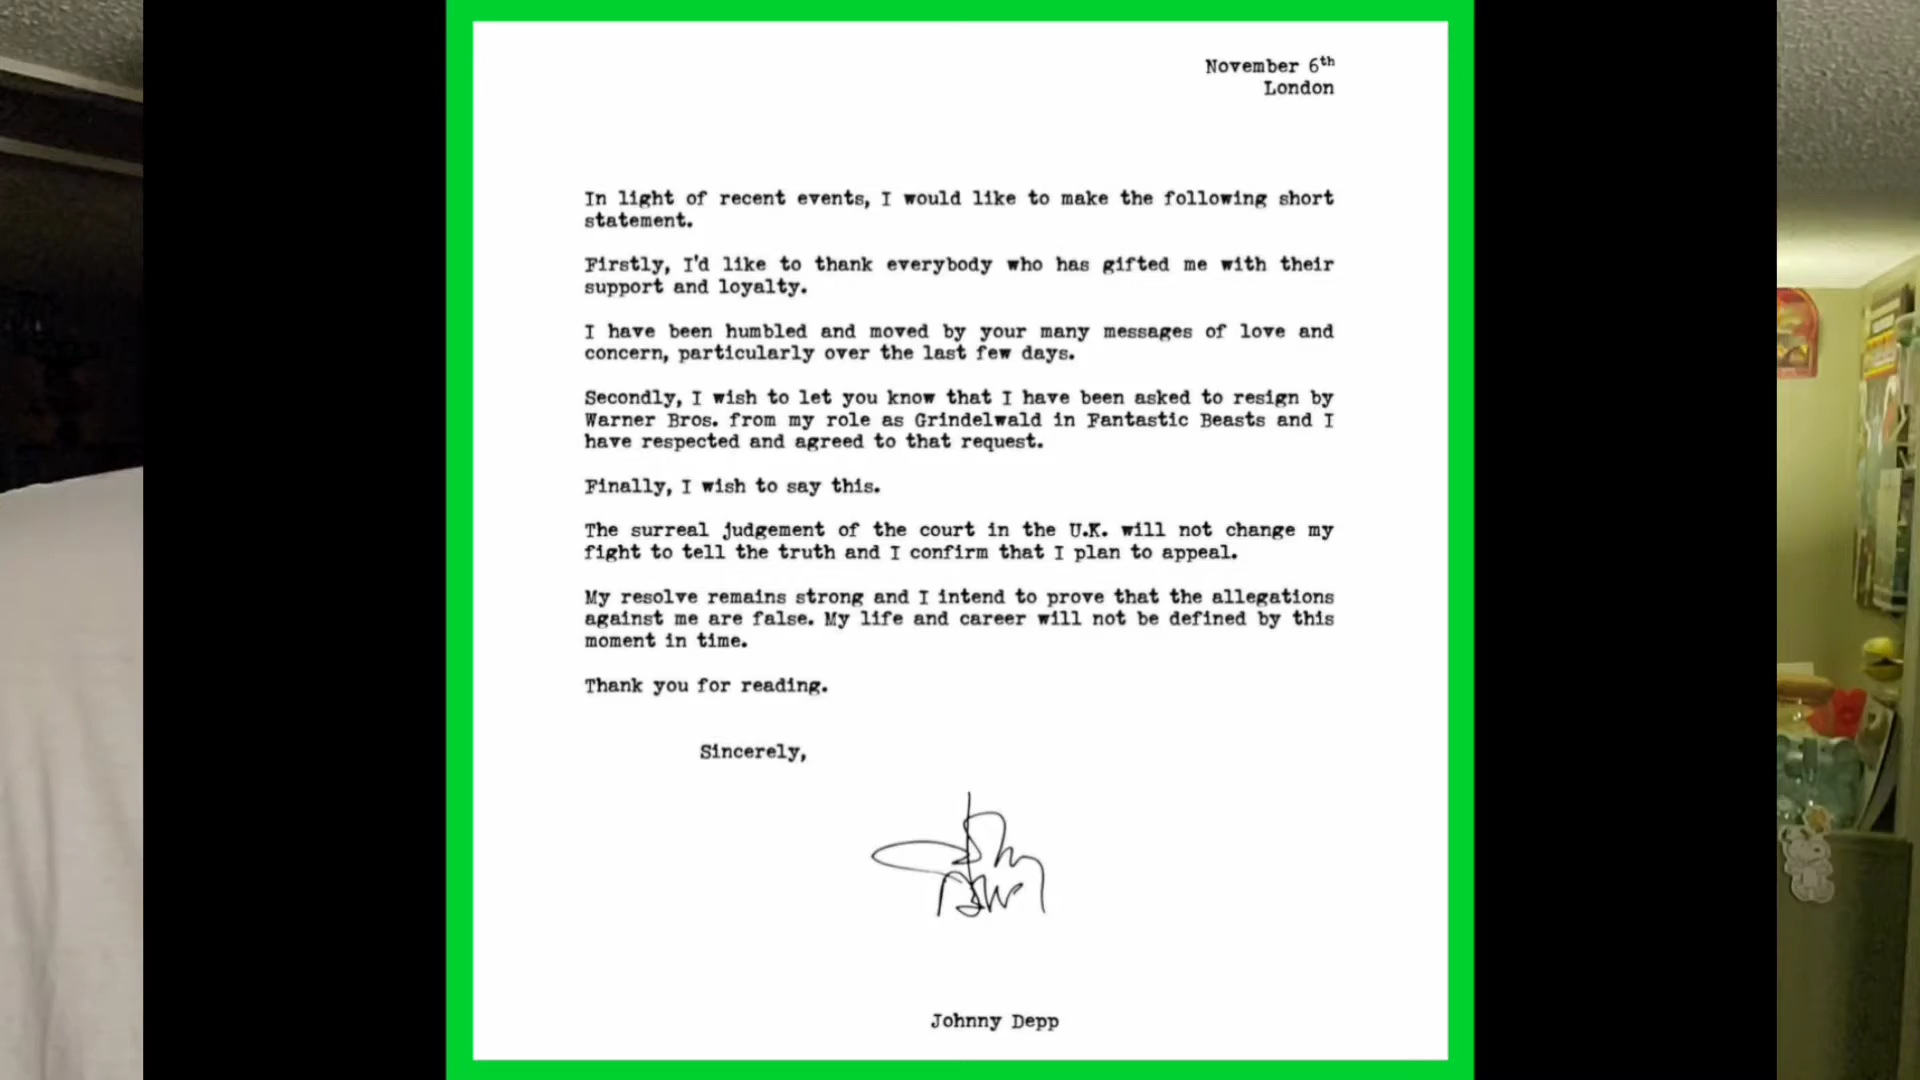 November 6th
London
In light of recent events, I would like to make the following short
statement.
Firstly, I'd like to thank everybody who has gifted me with their
support and loyalty.
I have been humbled and moved by your many messages of love and
concern, particularly over the last few days.
Secondly, I wish to let you know that I have been asked to resign by
Warner Bros. from my role as Grindelwald in Fantastic Beasts and I
have respected and agreed to that request.
Finally, I wish to say this.
The surreal judgement of the court in the U.K. will not change my
fight to tell the truth and I confirm that I plan to appeal.
My resolve remains strong and I intend to prove that the allegations
against me are false. My life and career will not be defined by this
moment in time.
Thank you for reading.
Sincerely,
Johnny Depp